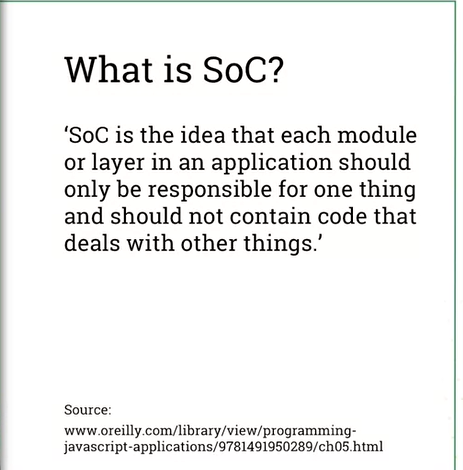 What is SoC?
‘SoC is the idea that each module
or layer in an application should
only be responsible for one thing
and should not contain code that
deals with other things.’
Source:
www.oreilly.com/library/view/programming-
javascript-applications/9781491950289/ch05.html